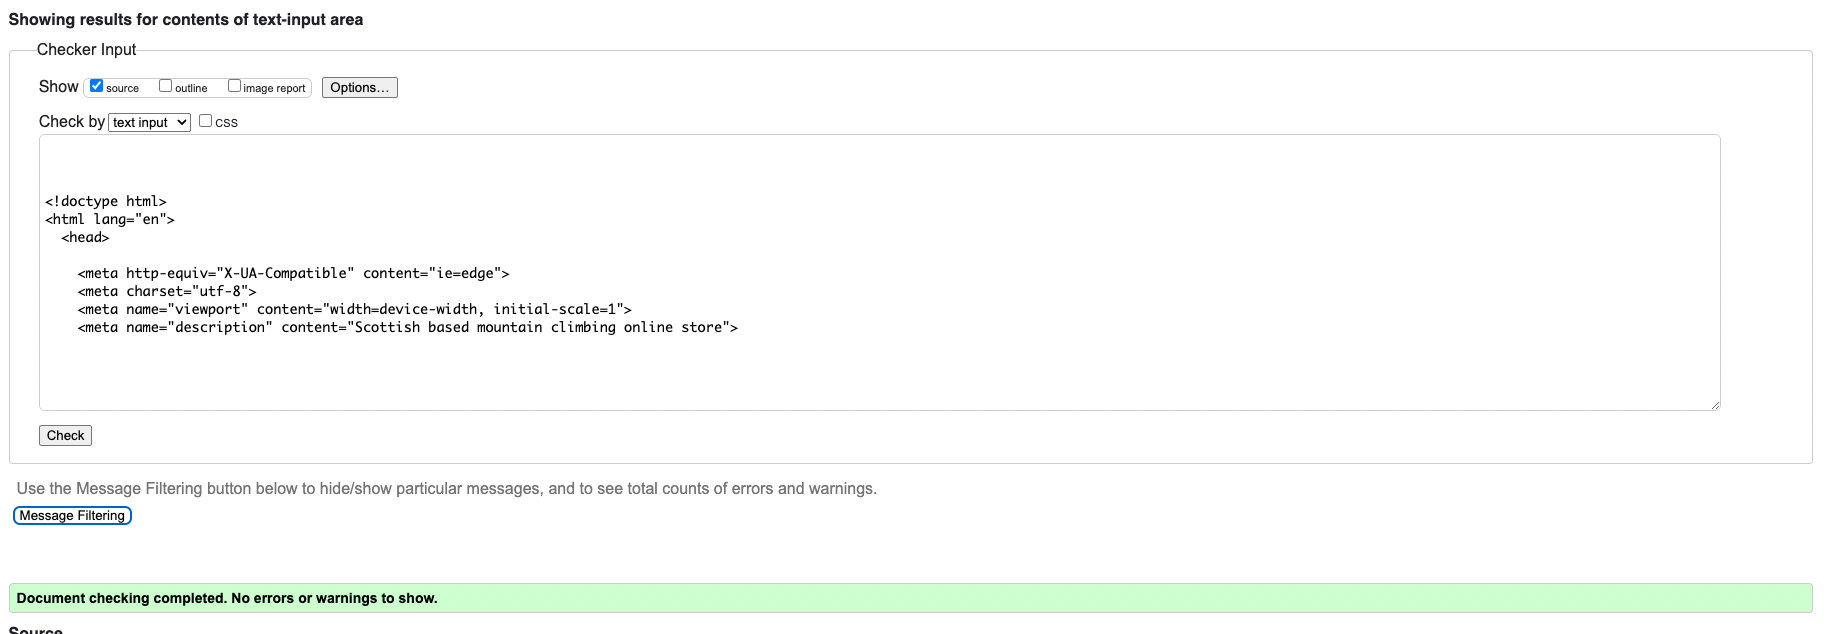 Showing results for contents of text-input area
Checker Input
Show source outline image report Options...
Check by text input CSS
<!doctype html>
<html lang="en">
  <head>
    <meta http-equiv="X-UA-Compatible" content="ie=edge">
    <meta charset="utf-8">
    <meta name="viewport" content="width=device-width, initial-scale=1">
    <meta name="description" content="Scottish based mountain climbing online store">
Check
Use the Message Filtering button below to hide/show particular messages, and to see total counts of errors and warnings.
Message Filtering
Document checking completed. No errors or warnings to show.
Source